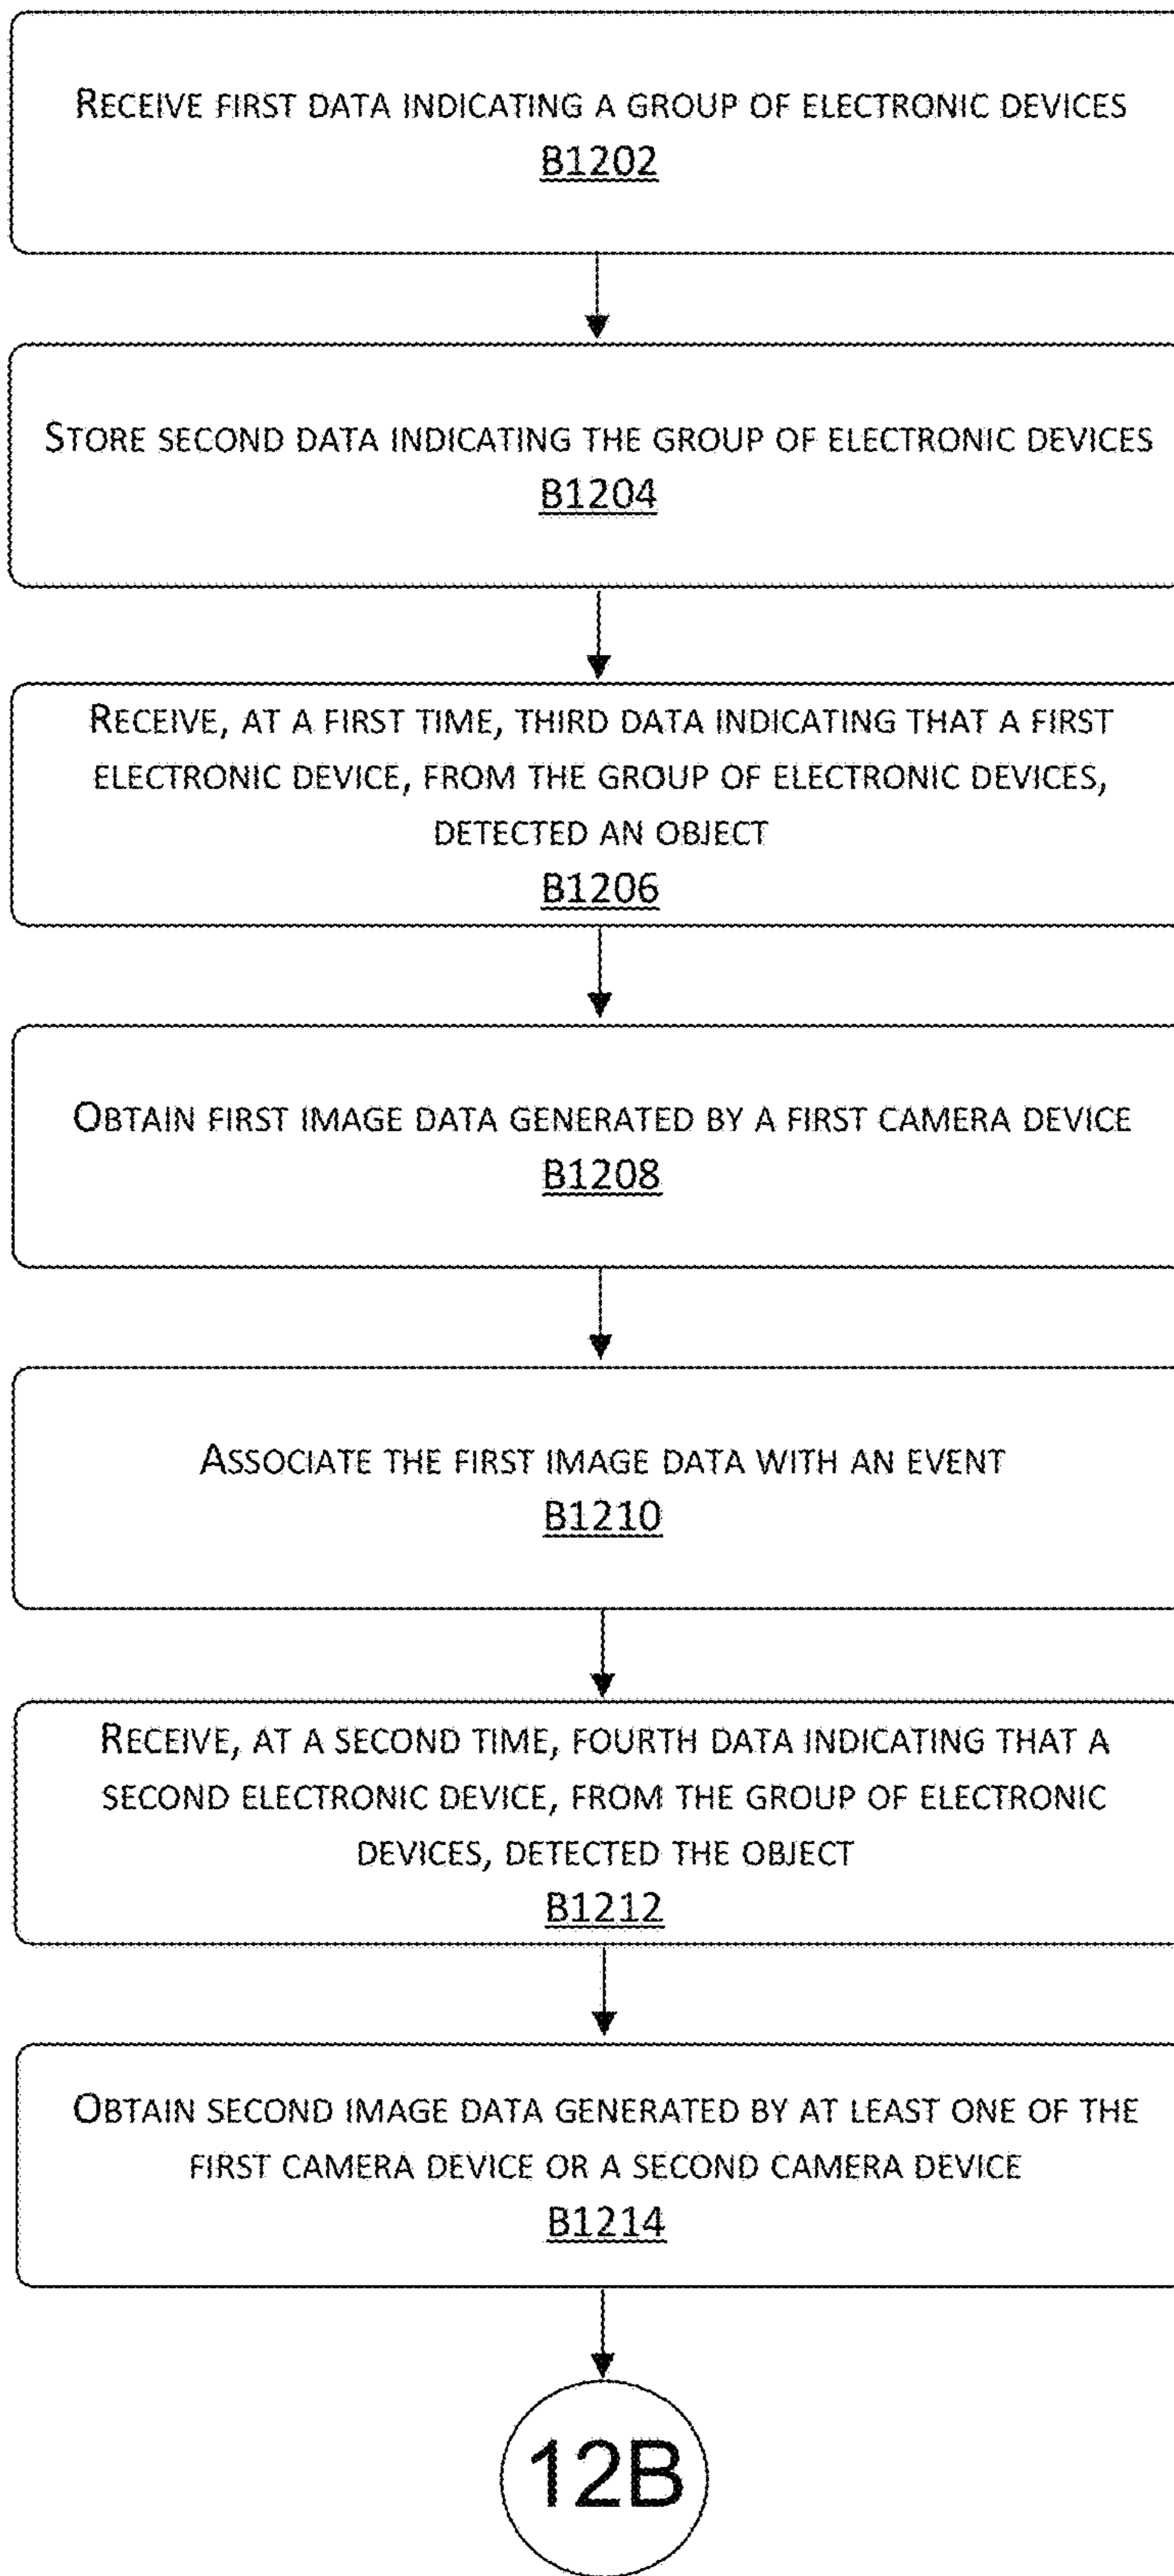 RECEIVE FIRST DATA INDICATING A GROUP OF ELECTRONIC DEVICES
B1202
STORE SECOND DATA INDICATING THE GROUP OF ELECTRONIC DEVICES
B1204
RECEIVE, AT A FIRST TIME, THIRD DATA INDICATING THAT A FIRST
ELECTRONIC DEVICE, FROM THE GROUP OF ELECTRONIC DEVICES,
DETECTED AN OBJECT
B1206
OBTAIN FIRST IMAGE DATA GENERATED BY A FIRST CAMERA DEVICE
B1208
ASSOCIATE THE FIRST IMAGE DATA WITH AN EVENT
B1210
RECEIVE, AT A SECOND TIME, FOURTH DATA INDICATING THAT A
SECOND ELECTRONIC DEVICE, FROM THE GROUP OF ELECTRONIC
DEVICES, DETECTED THE OBJECT
B1212
OBTAIN SECOND IMAGE DATA GENERATED BY AT LEAST ONE OF THE
FIRST CAMERA DEVICE OR A SECOND CAMERA DEVICE
B1214
12B